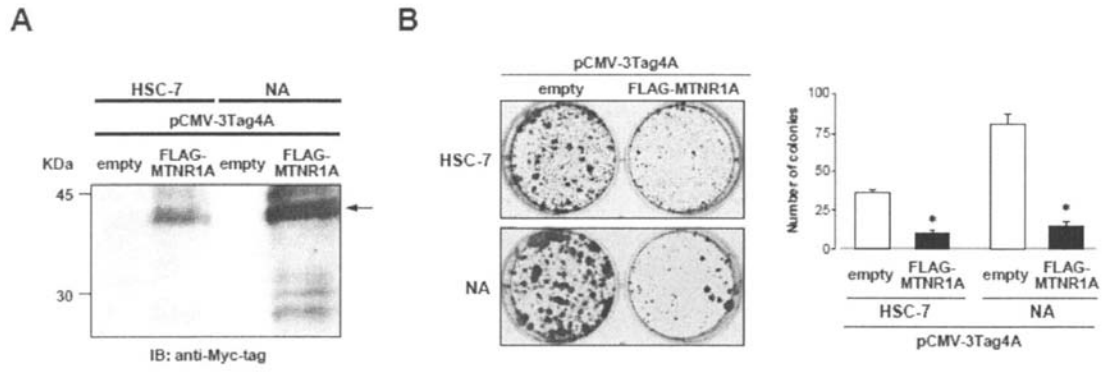 A
HSC-7 NA
pCMV-3Tag4A
empty FLAG-MTNR1A empty FLAG-MTNR1A
KDa
45
30
IB: anti-Myc-tag
B
pCMV-3Tag4A
empty FLAG-MTNR1A
HSC-7
NA
Number of colonies
100
75
50
25
0
* *
empty FLAG-MTNR1A empty FLAG-MTNR1A
HSC-7 NA
pCMV-3Tag4A